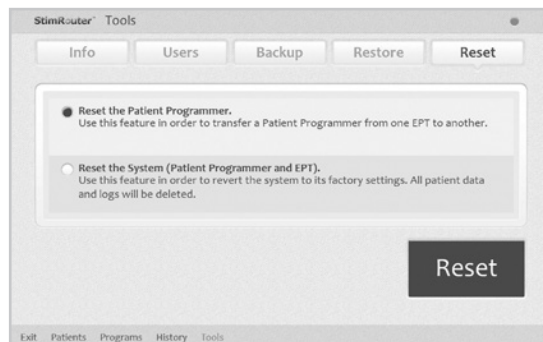 StimRouter™ Tools
Info Users Backup Restore Reset
Reset the Patient Programmer.
Use this feature in order to transfer a Patient Programmer from one EPT to another.
Reset the System (Patient Programmer and EPT).
Use this feature in order to revert the system to its factory settings. All patient data
and logs will be deleted.
Reset
Exit Patients Programs History Tools